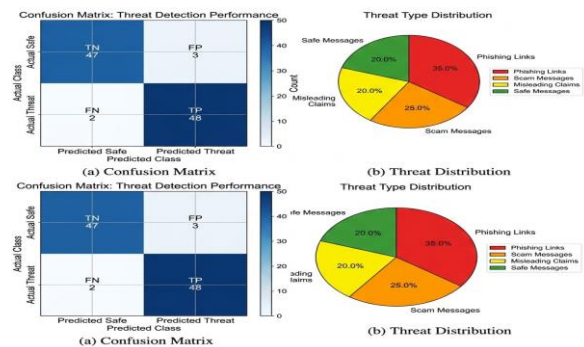 Confusion Matrix: Threat Detection Performance
Actual Class
Actual Safe
Actual Threat
TN
47
FP
3
FN
2
TP
48
Predicted Safe
Predicted Threat
Predicted Class
50
40
30
20
10
0
Count
(a) Confusion Matrix
Threat Type Distribution
Safe Messages
20.0%
Phishing Links
35.0%
Misleading
Claims
20.0%
Scam Messages
25.0%
Phishing Links
Scam Messages
Misleading Claims
Safe Messages
(b) Threat Distribution
Confusion Matrix: Threat Detection Performance
Actual Class
Actual Safe
Actual Threat
TN
47
FP
3
FN
2
TP
48
Predicted Safe
Predicted Threat
Predicted Class
50
40
30
20
10
0
(a) Confusion Matrix
Threat Type Distribution
fe Messages
20.0%
Phishing Links
35.0%
ding
laims
20.0%
Scam Messages
25.0%
Phishing Links
Scam Messages
Misleading Claims
Safe Messages
(b) Threat Distribution